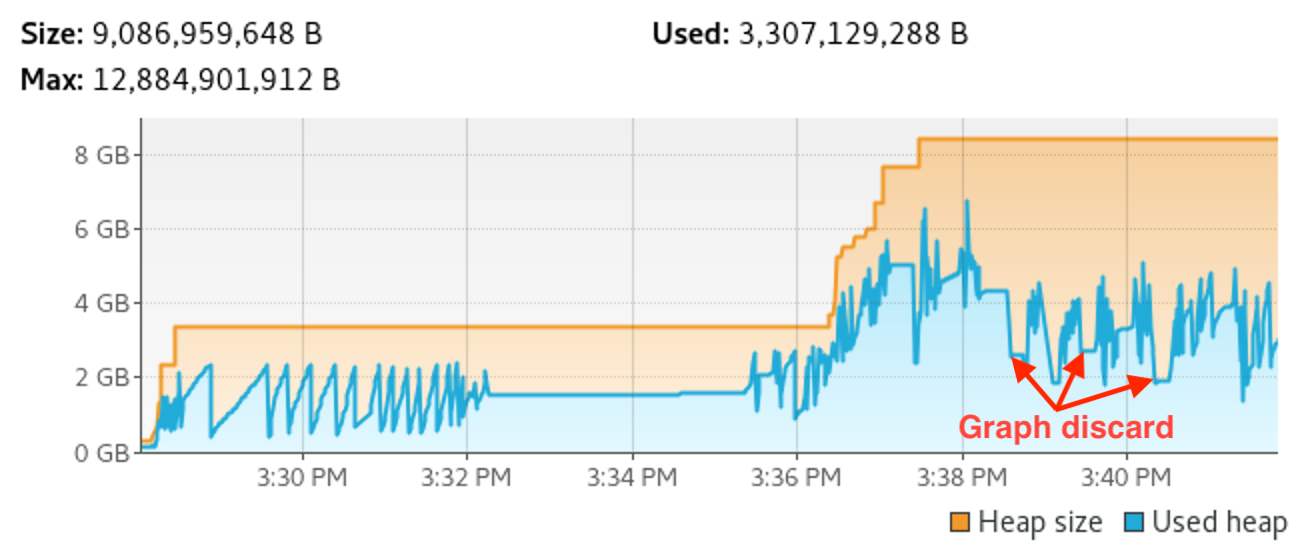 Size: 9,086,959,648 B
Used: 3,307,129,288 B
Max: 12,884,901,912 B
8 GB
6 GB
4 GB
2 GB
0 GB
Graph discard
3:30 PM
3:32 PM
3:34 PM
3:36 PM
3:38 PM
3:40 PM
Heap size
Used heap